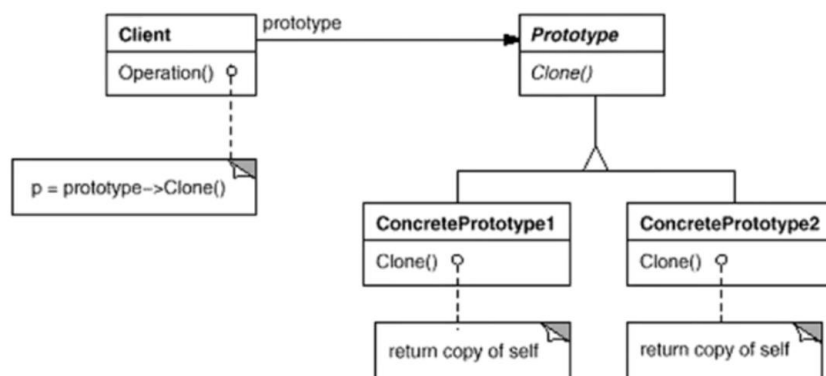 Client
prototype
Prototype
Operation()
Clone()
p = prototype–>Clone()
ConcretePrototype1
ConcretePrototype2
Clone()
Clone()
return copy of self
return copy of self